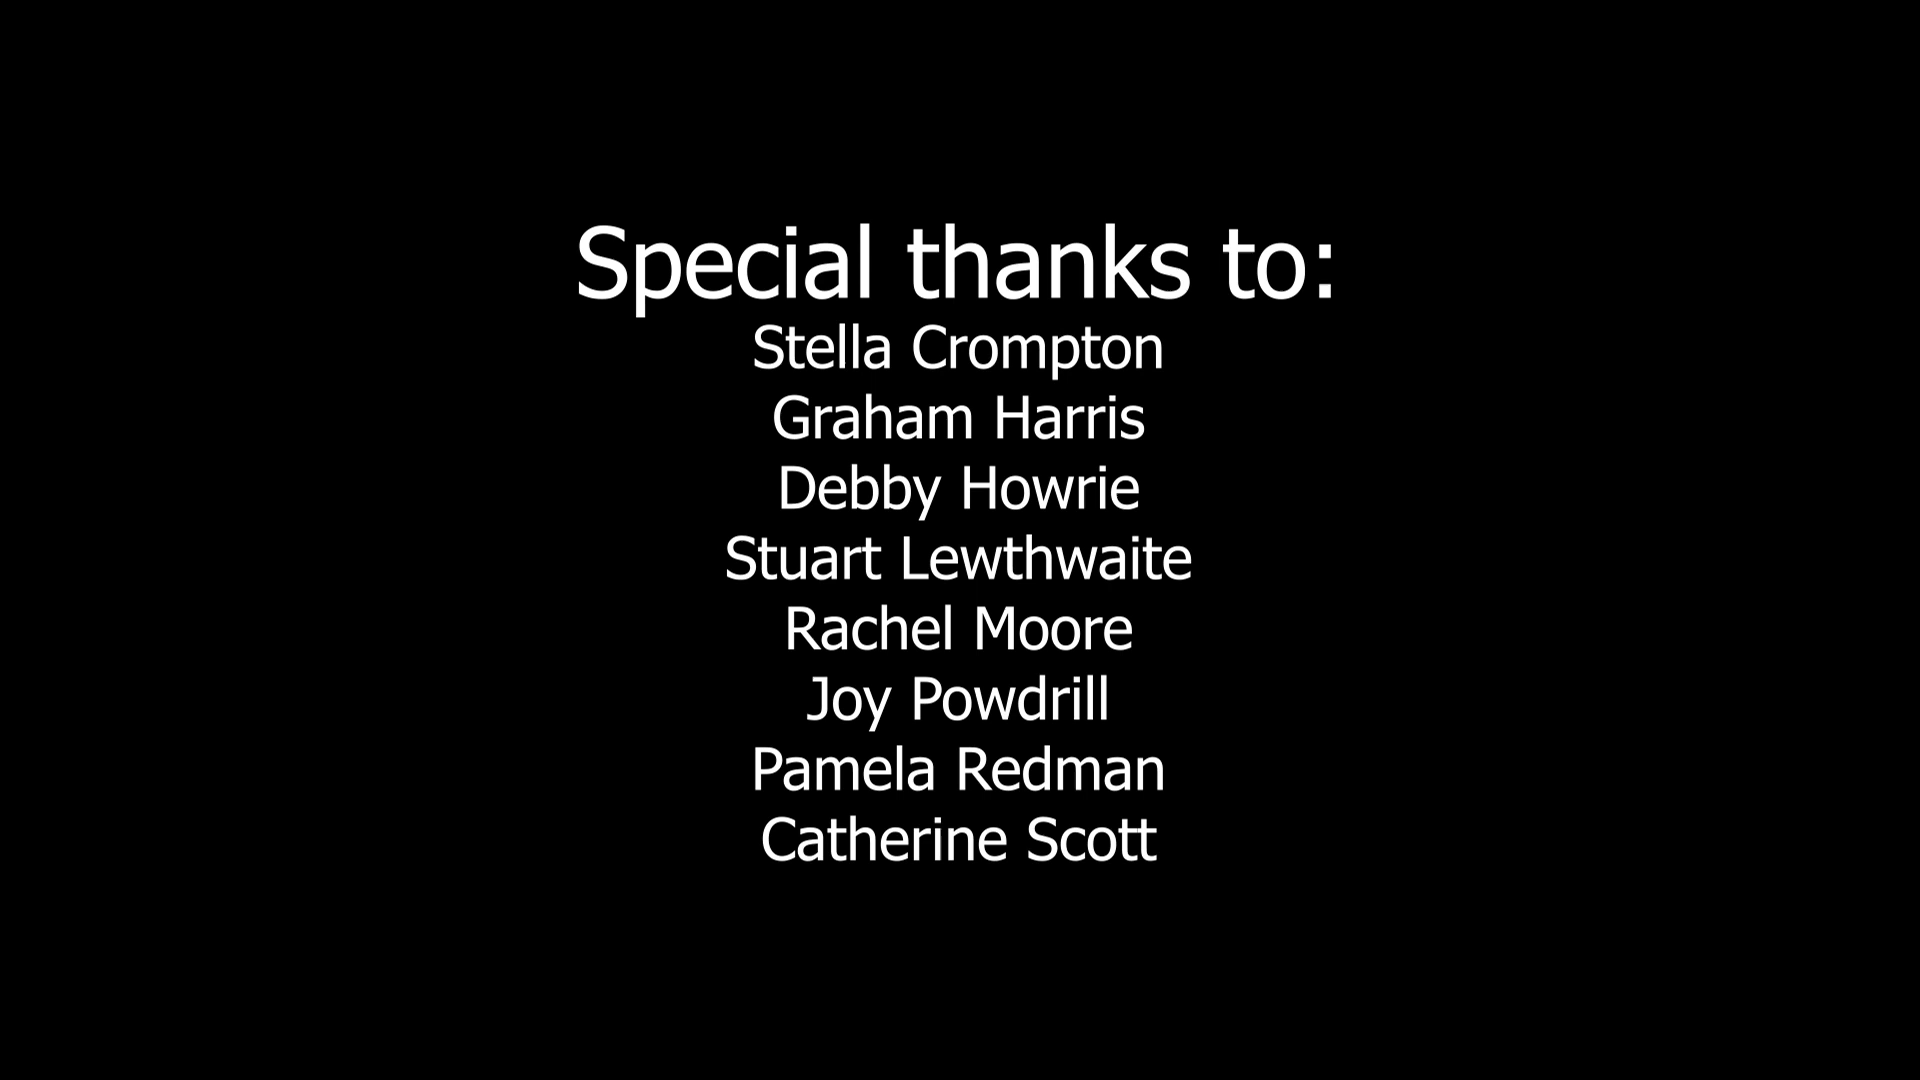 Special thanks to:
Stella Crompton
Graham Harris
Debby Howrie
Stuart Lewthwaite
Rachel Moore
Joy Powdrill
Pamela Redman
Catherine Scott